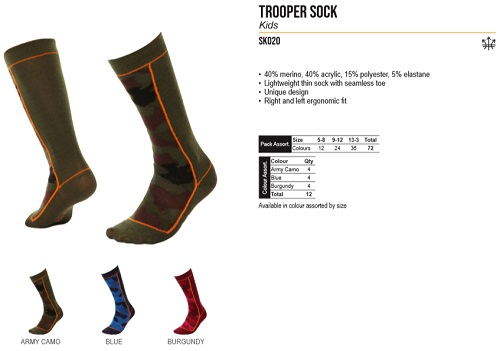 TROOPER SOCK
Kids
SK020
• 40% merino, 40% acrylic, 15% polyester, 5% elastane
• Lightweight thin sock with seamless toe
• Unique design
• Right and left ergonomic fit
Pack Assort. Size 5-8 9-12 13-3 Total
Colours 12 24 36 72
Colour Assort. Colour Qty
Army Camo 4
Blue 4
Burgundy 4
Total 12
Available in colour assorted by size
ARMY CAMO BLUE BURGUNDY